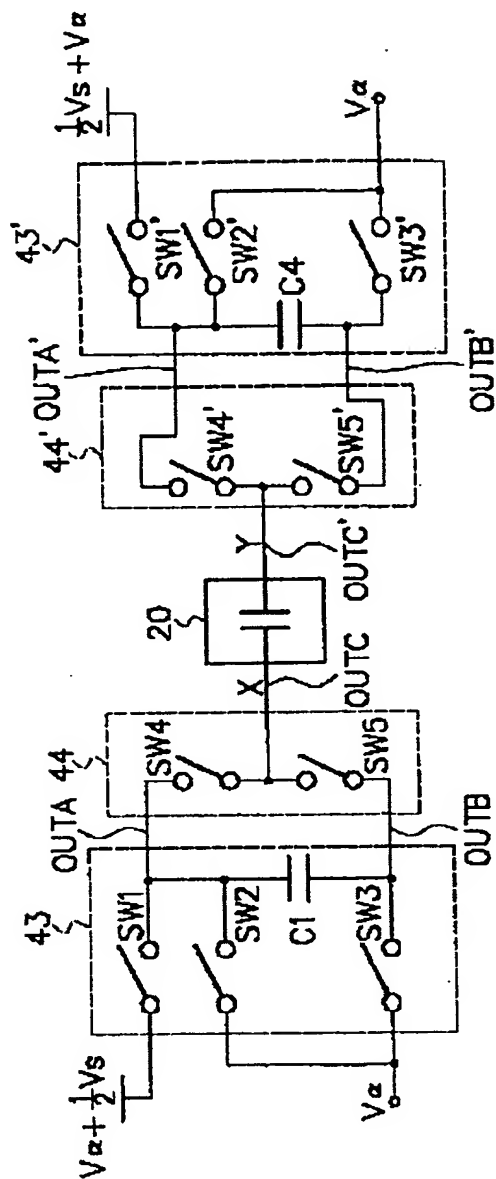 43
Vα+½Vs
SW1
SW2
C1
SW3
Vα
OUTA
44
SW4
SW5
OUTB
X
OUTC
20
Y
OUTC'
44'
OUTA'
SW4'
SW5'
OUTB'
43'
½Vs+Vα
SW1'
SW2'
C4
SW3'
Vα